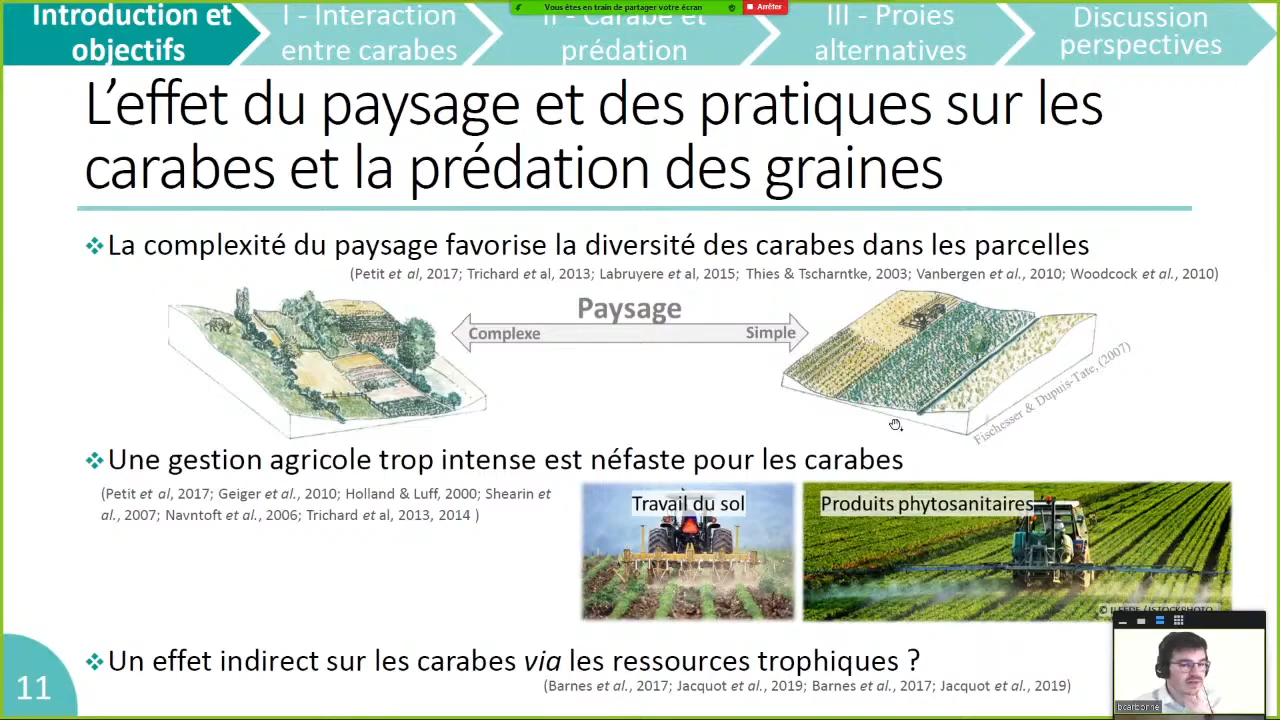 Introduction et
objectifs
I - Interaction
entre carabes
II - Carabe et
prédation
III - Proies
alternatives
Discussion
perspectives
Vous êtes en train de partager votre écran
Arrêter
L'effet du paysage et des pratiques sur les
carabes et la prédation des graines
La complexité du paysage favorise la diversité des carabes dans les parcelles
(Petit et al, 2017; Trichard et al, 2013; Labruyere et al, 2015; Thies & Tscharntke, 2003; Vanbergen et al., 2010; Woodcock et al., 2010)
Paysage
Complexe
Simple
Fischesser & Dupuis-Tate, (2007)
Une gestion agricole trop intense est néfaste pour les carabes
(Petit et al, 2017; Geiger et al., 2010; Holland & Luff, 2000; Shearin et
al., 2007; Navntoft et al., 2006; Trichard et al, 2013, 2014 )
Travail du sol
Produits phytosanitaires
Un effet indirect sur les carabes via les ressources trophiques ?
(Barnes et al., 2017; Jacquot et al., 2019; Barnes et al., 2017; Jacquot et al., 2019)
11
bcarbonne